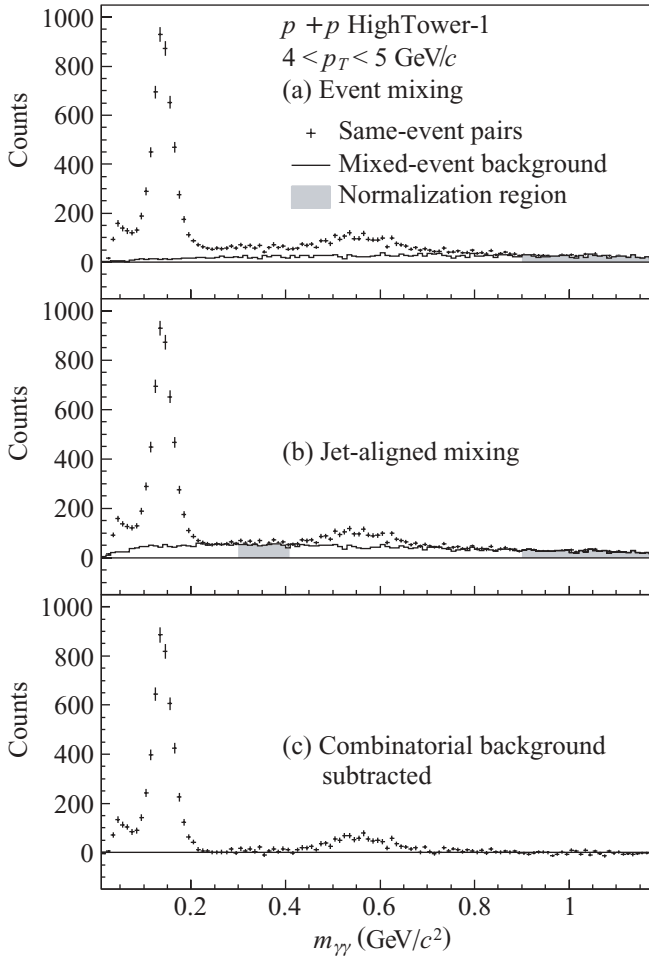 1000
800
600
400
200
0
Counts
p + p HighTower-1
4 < p_T < 5 GeV/c
(a) Event mixing
Same-event pairs
Mixed-event background
Normalization region
1000
800
600
400
200
0
Counts
(b) Jet-aligned mixing
1000
800
600
400
200
0
Counts
(c) Combinatorial background
subtracted
0.2 0.4 0.6 0.8 1
m_γγ (GeV/c²)